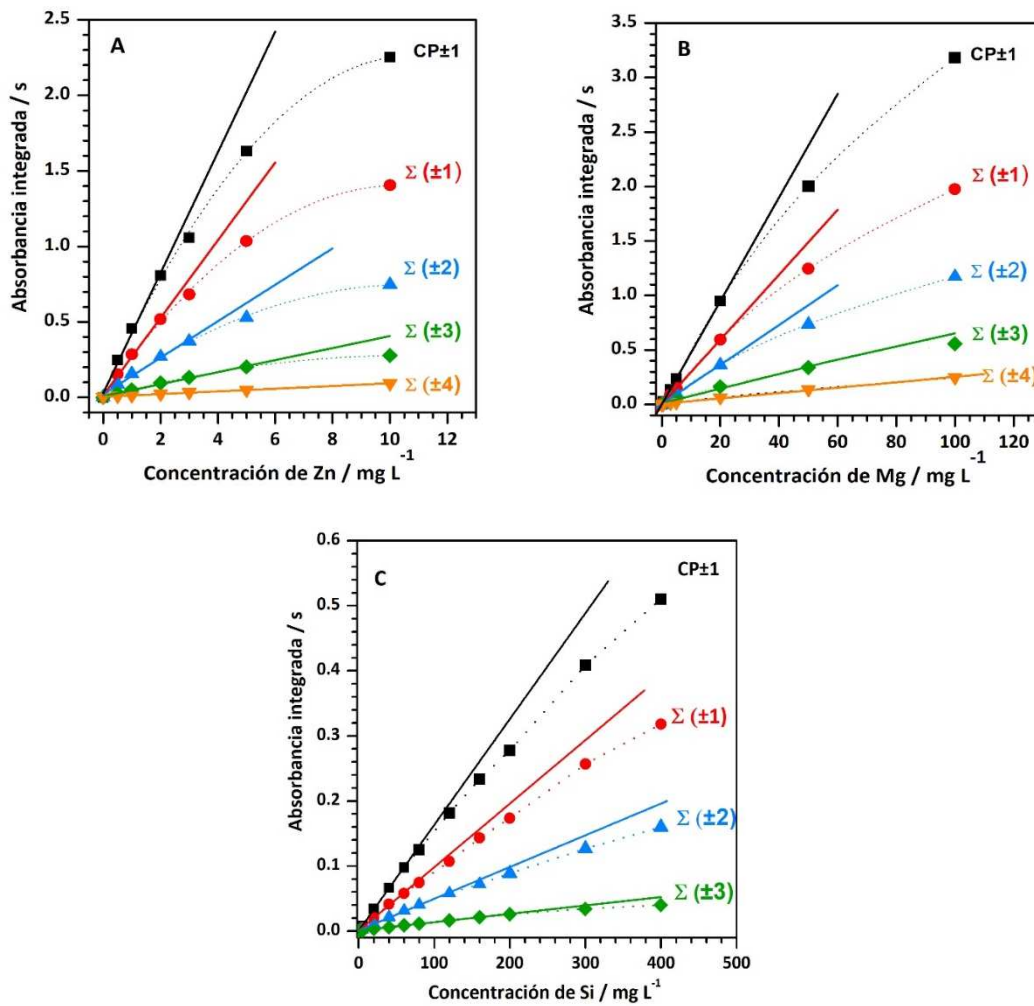 A
CP±1
Σ (±1)
Σ (±2)
Σ (±3)
Σ (±4)
Absorbancia integrada / s
2.5
2.0
1.5
1.0
0.5
0.0
0 2 4 6 8 10 12
Concentración de Zn / mg L-1
B
CP±1
Σ (±1)
Σ (±2)
Σ (±3)
Σ (±4)
Absorbancia integrada / s
3.5
3.0
2.5
2.0
1.5
1.0
0.5
0.0
0 20 40 60 80 100 120
Concentración de Mg / mg L-1
C
CP±1
Σ (±1)
Σ (±2)
Σ (±3)
Absorbancia integrada / s
0.6
0.5
0.4
0.3
0.2
0.1
0.0
0 100 200 300 400 500
Concentración de Si / mg L-1